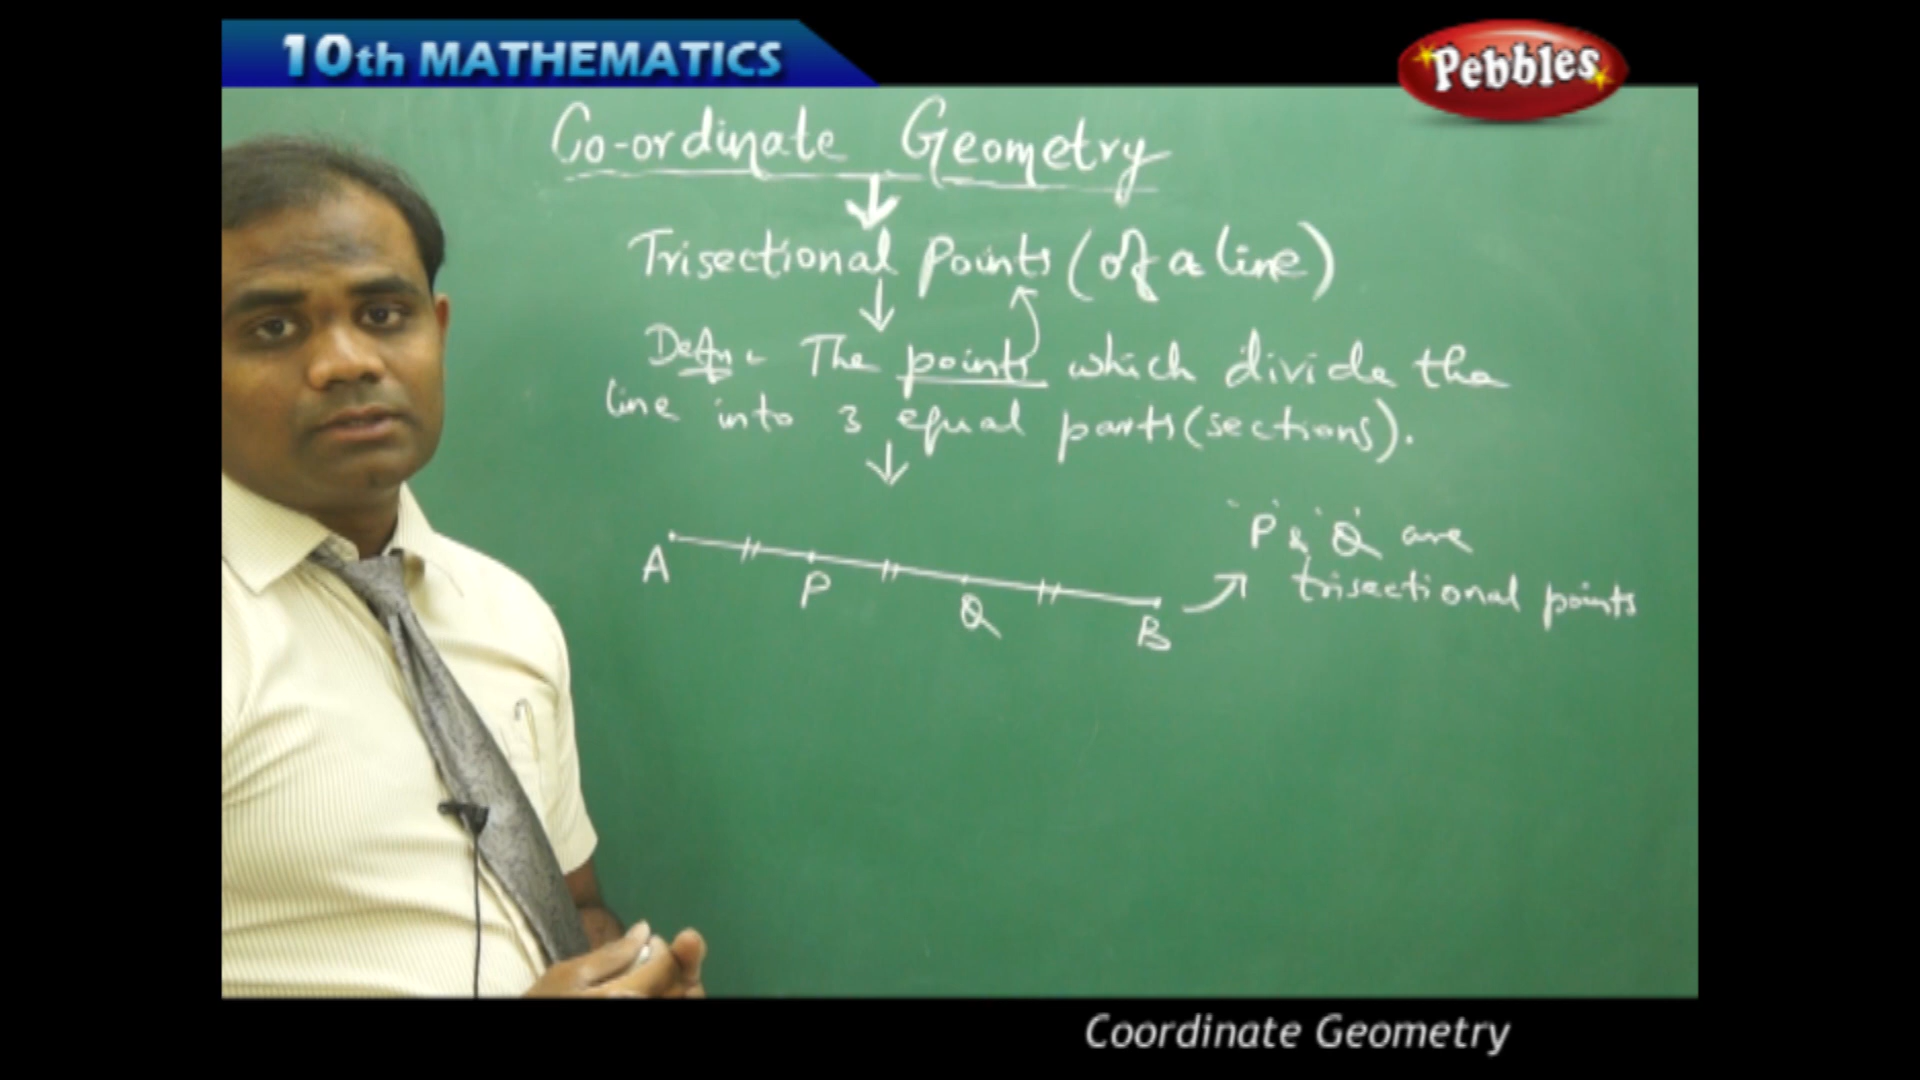 10th MATHEMATICS
Pebbles
Co-ordinate Geometry
Trisectional Points (of a line)
Defn :- The points which divide the
line into 3 equal parts (sections).
A
P
Q
B
'P' & 'Q' are
trisectional points
Coordinate Geometry